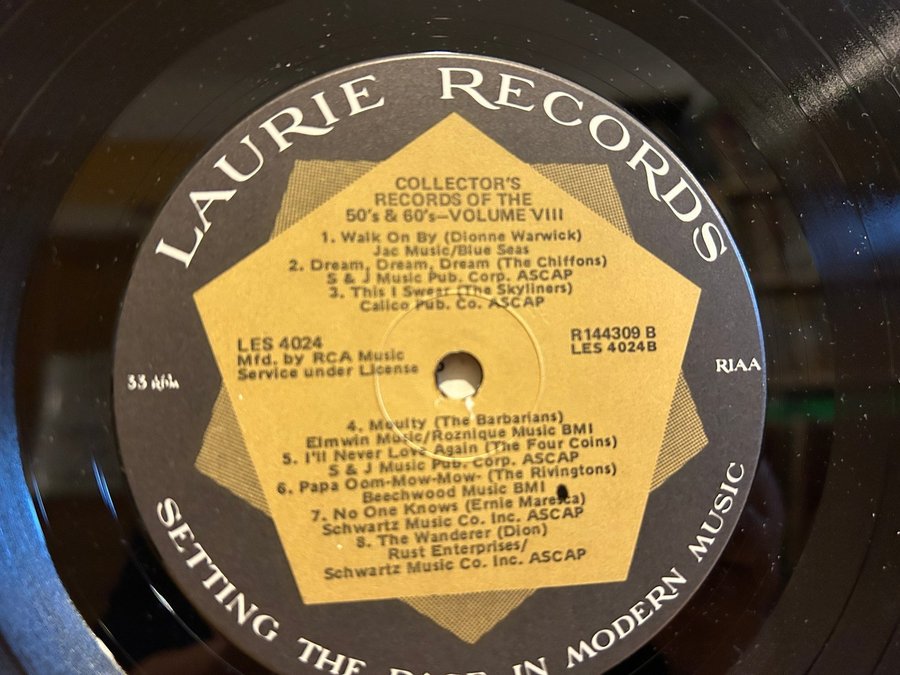 LAURIE RECORDS
COLLECTOR'S
RECORDS OF THE
50's & 60's—VOLUME VIII
1. Walk On By (Dionne Warwick)
Jac Music/Blue Seas
2. Dream, Dream, Dream (The Chiffons)
S & J Music Pub. Corp. ASCAP
3. This I Swear (The Skyliners)
Calico Pub. Co. ASCAP
LES 4024
Mfd. by RCA Music
Service under License
R144309 B
LES 4024B
33
RIAA
4. Moulty (The Barbarians)
Elmwin Music/Roznique Music BMI
5. I'll Never Love Again (The Four Coins)
S & J Music Pub. Corp. ASCAP
6. Papa Oom-Mow-Mow- (The Rivingtons)
Beechwood Music BMI
7. No One Knows (Ernie Maresca)
Schwartz Music Co. Inc. ASCAP
8. The Wanderer (Dion)
Rust Enterprises/
Schwartz Music Co. Inc. ASCAP
SETTING THE PACE IN MODERN MUSIC